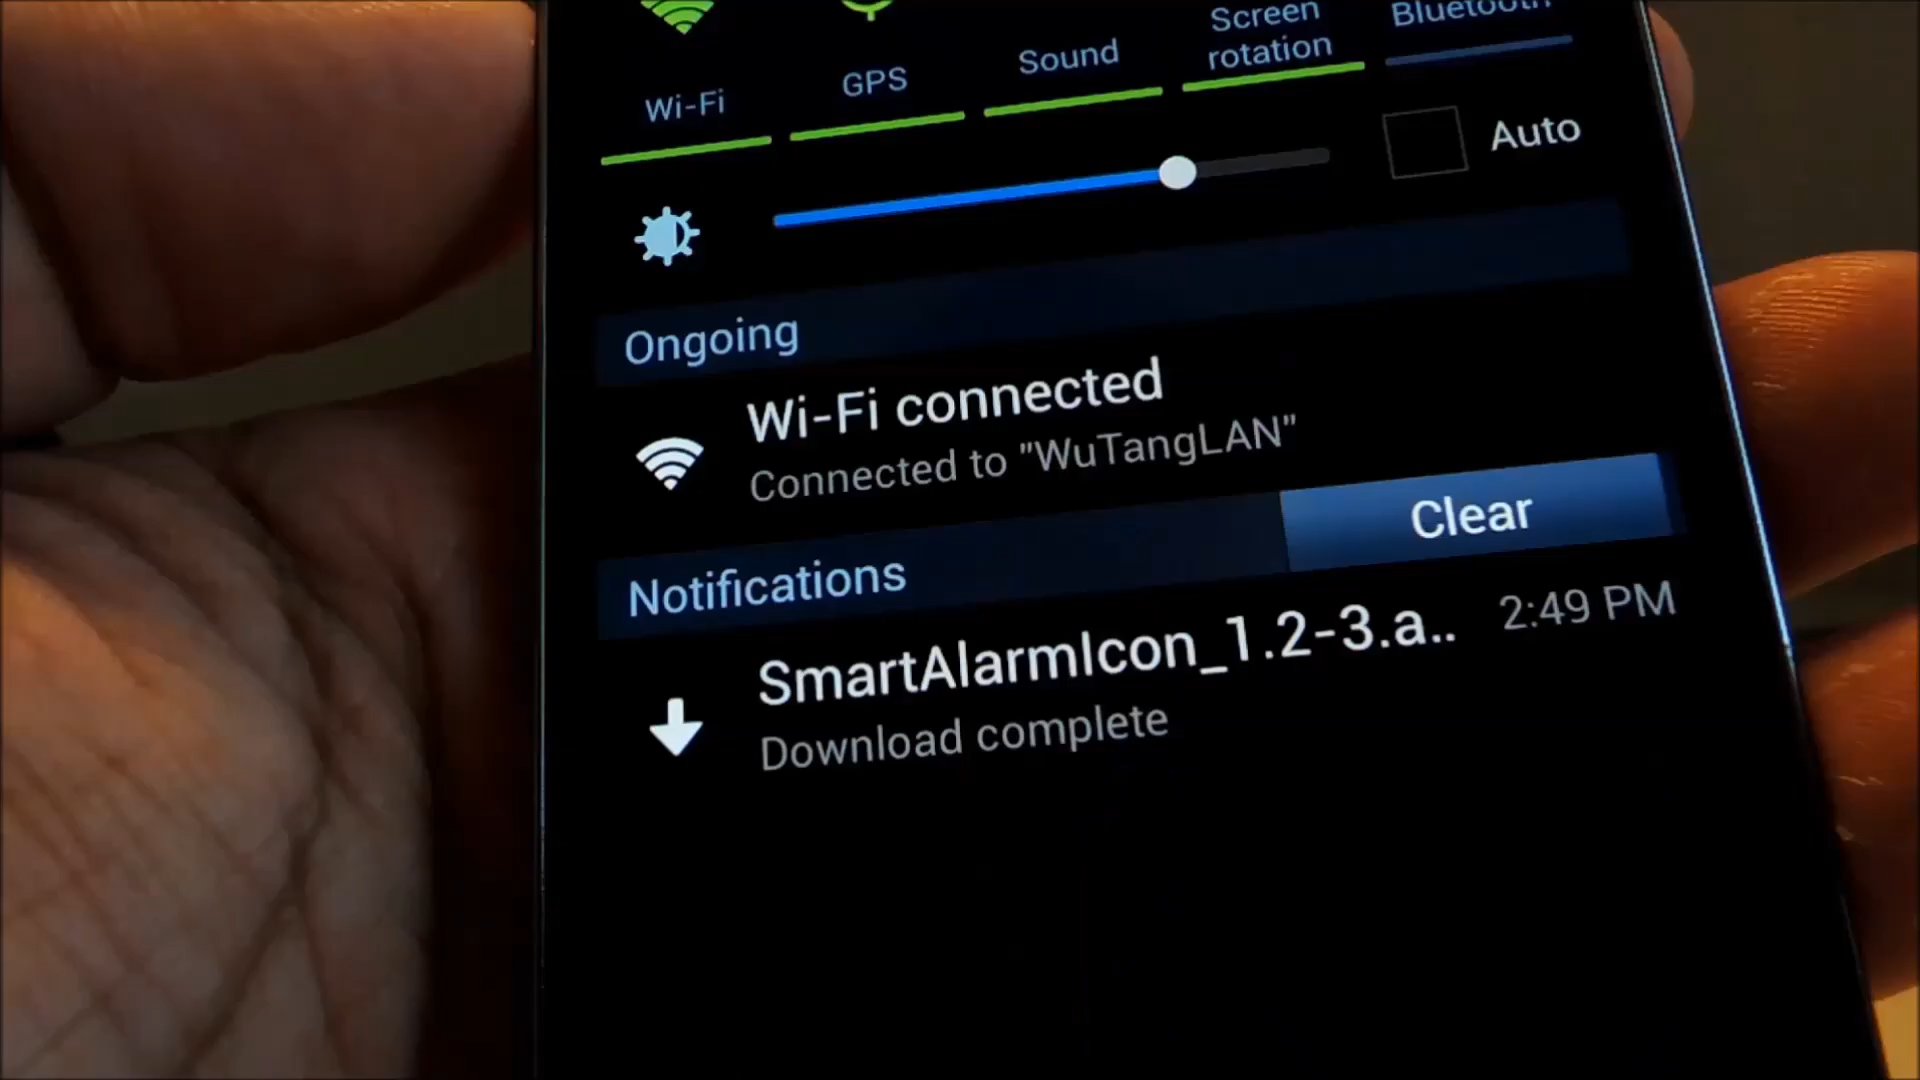 Wi-Fi
GPS
Sound
Screen
rotation
Bluetooth
Auto
Ongoing
Wi-Fi connected
Connected to "WuTangLAN"
Clear
Notifications
SmartAlarmIcon_1.2-3.a..
2:49 PM
Download complete